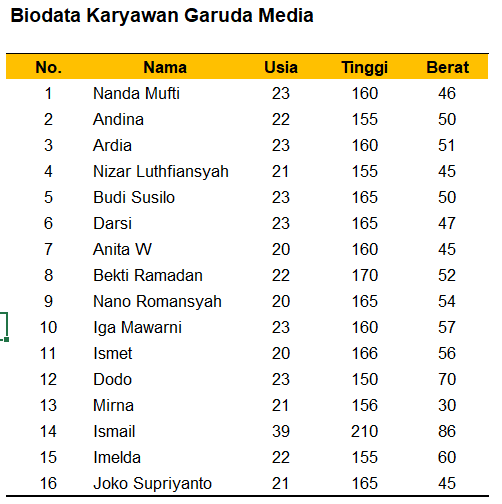 Biodata Karyawan Garuda Media
No. Nama Usia Tinggi Berat
1 Nanda Mufti 23 160 46
2 Andina 22 155 50
3 Ardia 23 160 51
4 Nizar Luthfiansyah 21 155 45
5 Budi Susilo 23 165 50
6 Darsi 23 165 47
7 Anita W 20 160 45
8 Bekti Ramadan 22 170 52
9 Nano Romansyah 20 165 54
10 Iga Mawarni 23 160 57
11 Ismet 20 166 56
12 Dodo 23 150 70
13 Mirna 21 156 30
14 Ismail 39 210 86
15 Imelda 22 155 60
16 Joko Supriyanto 21 165 45